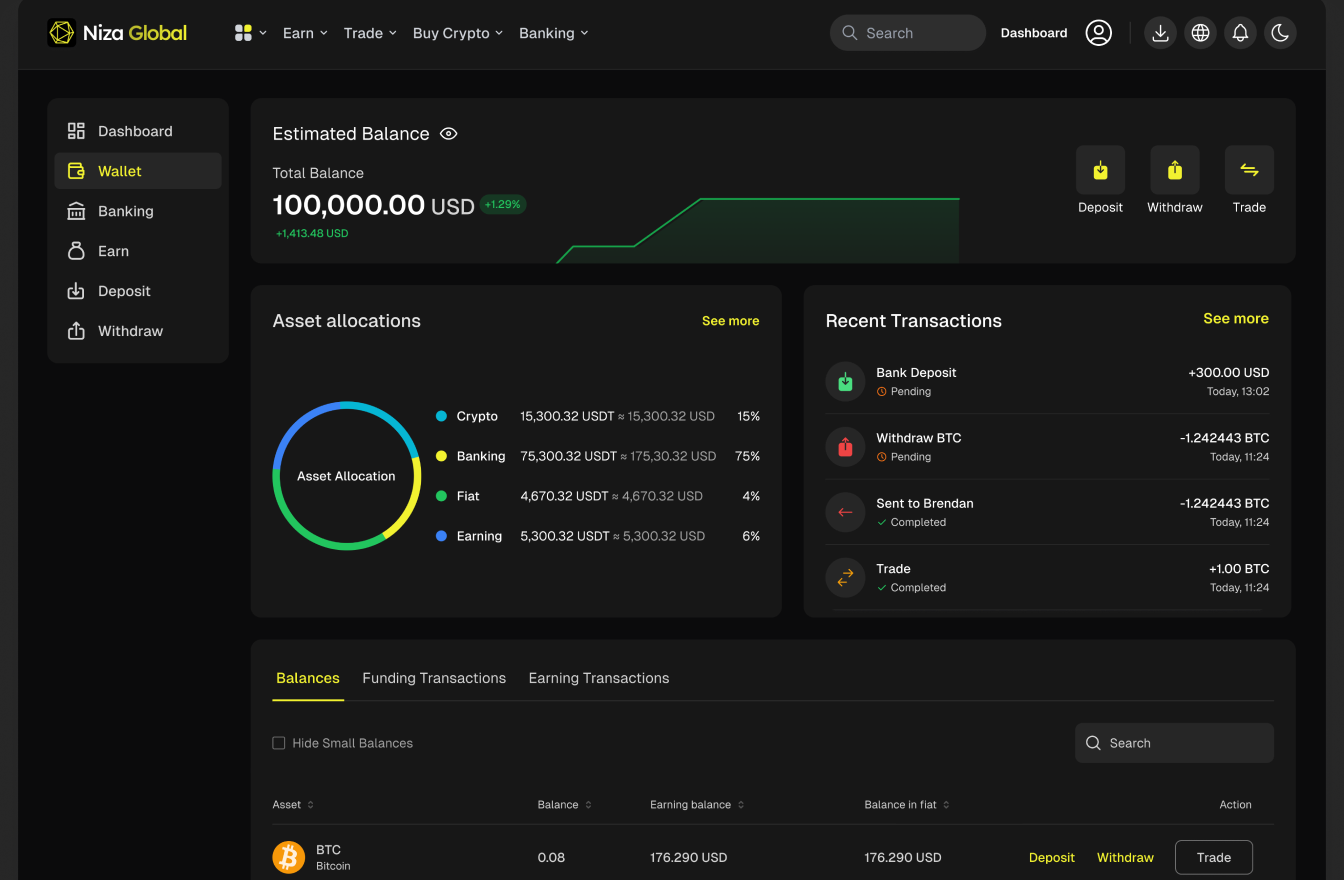 Niza Global
Earn
Trade
Buy Crypto
Banking
Search
Dashboard
Dashboard
Wallet
Banking
Earn
Deposit
Withdraw
Estimated Balance
Total Balance
100,000.00 USD +1.29%
+1,413.48 USD
Deposit
Withdraw
Trade
Asset allocations
See more
Asset Allocation
Crypto 15,300.32 USDT ≈ 15,300.32 USD 15%
Banking 75,300.32 USDT ≈ 175,30.32 USD 75%
Fiat 4,670.32 USDT ≈ 4,670.32 USD 4%
Earning 5,300.32 USDT ≈ 5,300.32 USD 6%
Recent Transactions
See more
Bank Deposit +300.00 USD
Pending Today, 13:02
Withdraw BTC -1.242443 BTC
Pending Today, 11:24
Sent to Brendan -1.242443 BTC
Completed Today, 11:24
Trade +1.00 BTC
Completed Today, 11:24
Balances
Funding Transactions
Earning Transactions
Hide Small Balances
Search
Asset Balance Earning balance Balance in fiat Action
BTC
Bitcoin
0.08 176.290 USD 176.290 USD Deposit Withdraw Trade